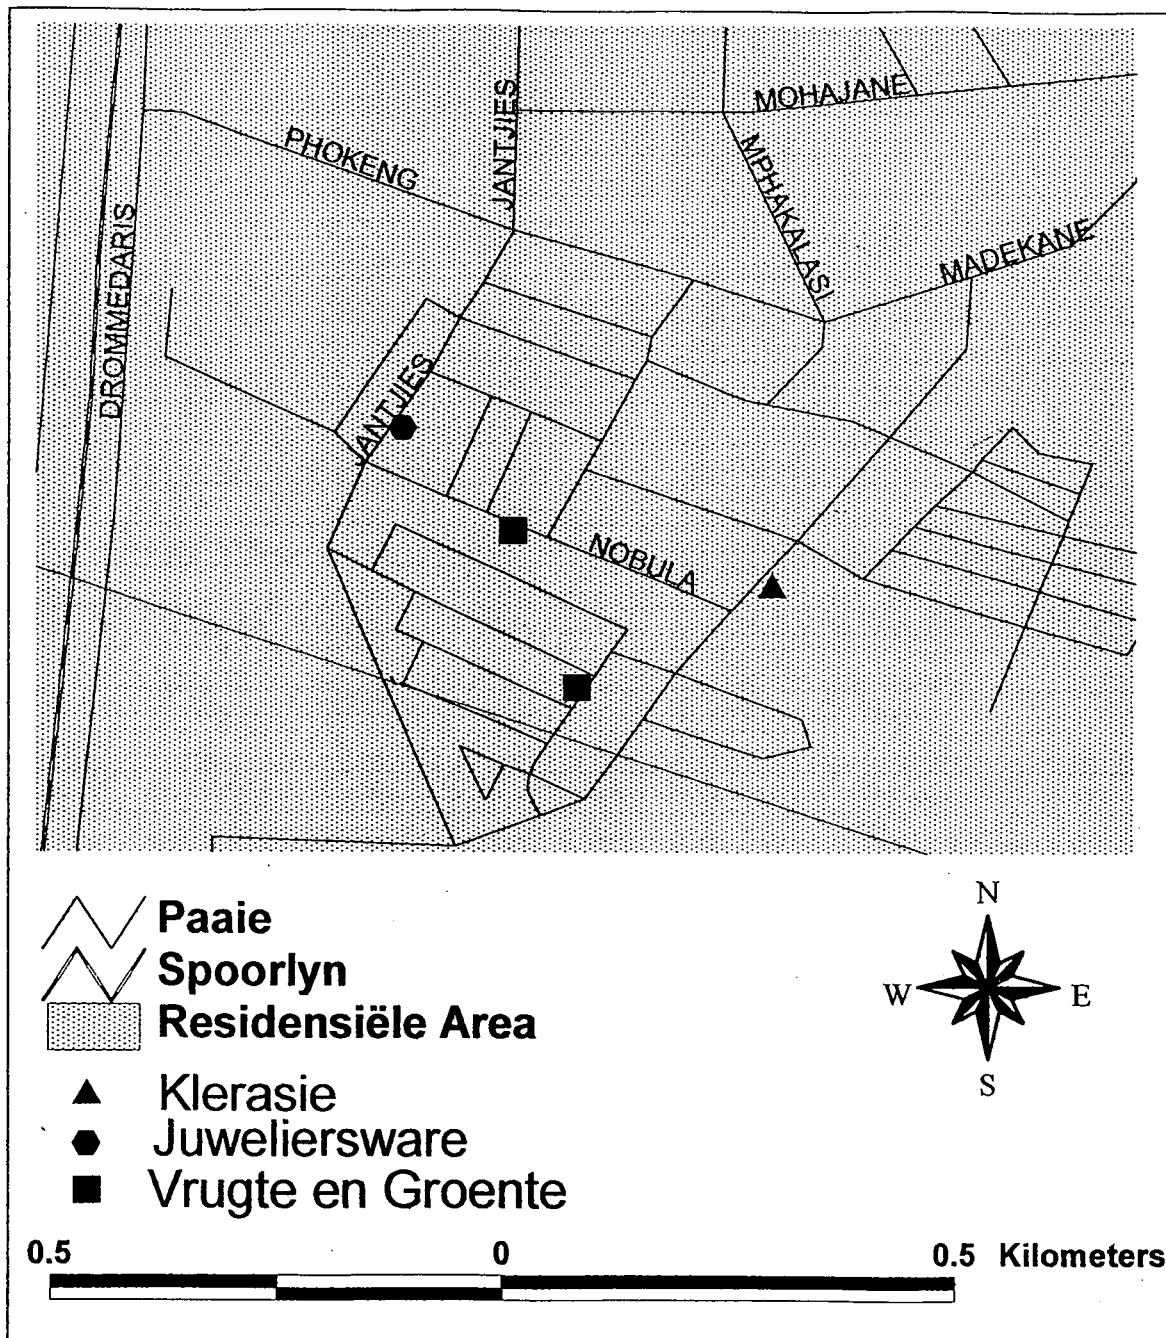 MOHAJANE
PHOKENG
JANTJIES
MPHAKALASI
DROMMEDARIS
MADEKANE
JANTJIES
NOBULA
Paaie
Spoorlyn
Residensiële Area
Klerasie
Juweliersware
Vrugte en Groente
N
W E
S
0.5 0 0.5 Kilometers